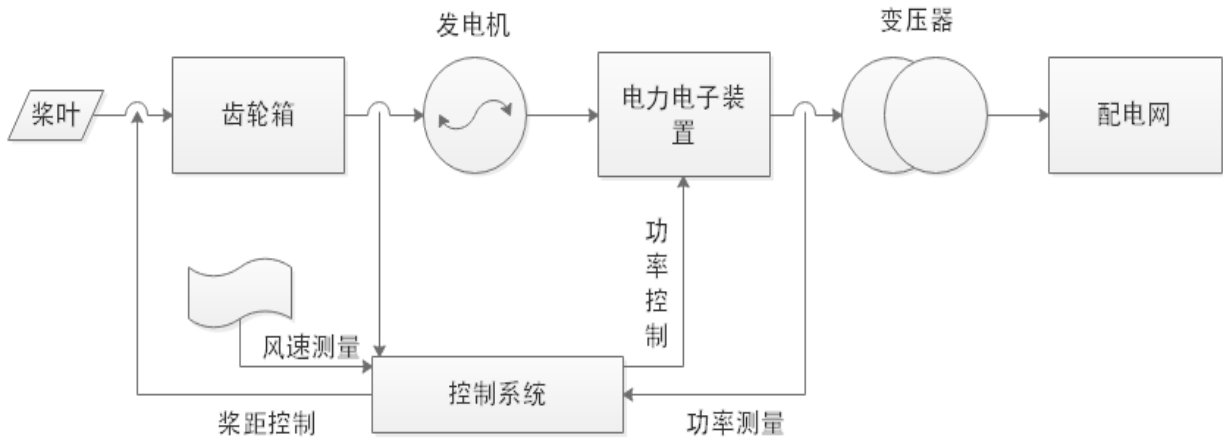 发电机
变压器
桨叶
齿轮箱
电力电子装
置
配电网
功
率
控
制
风速测量
控制系统
桨距控制
功率测量